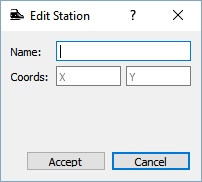 Edit Station ?
Name:
Coords: X Y
Accept Cancel